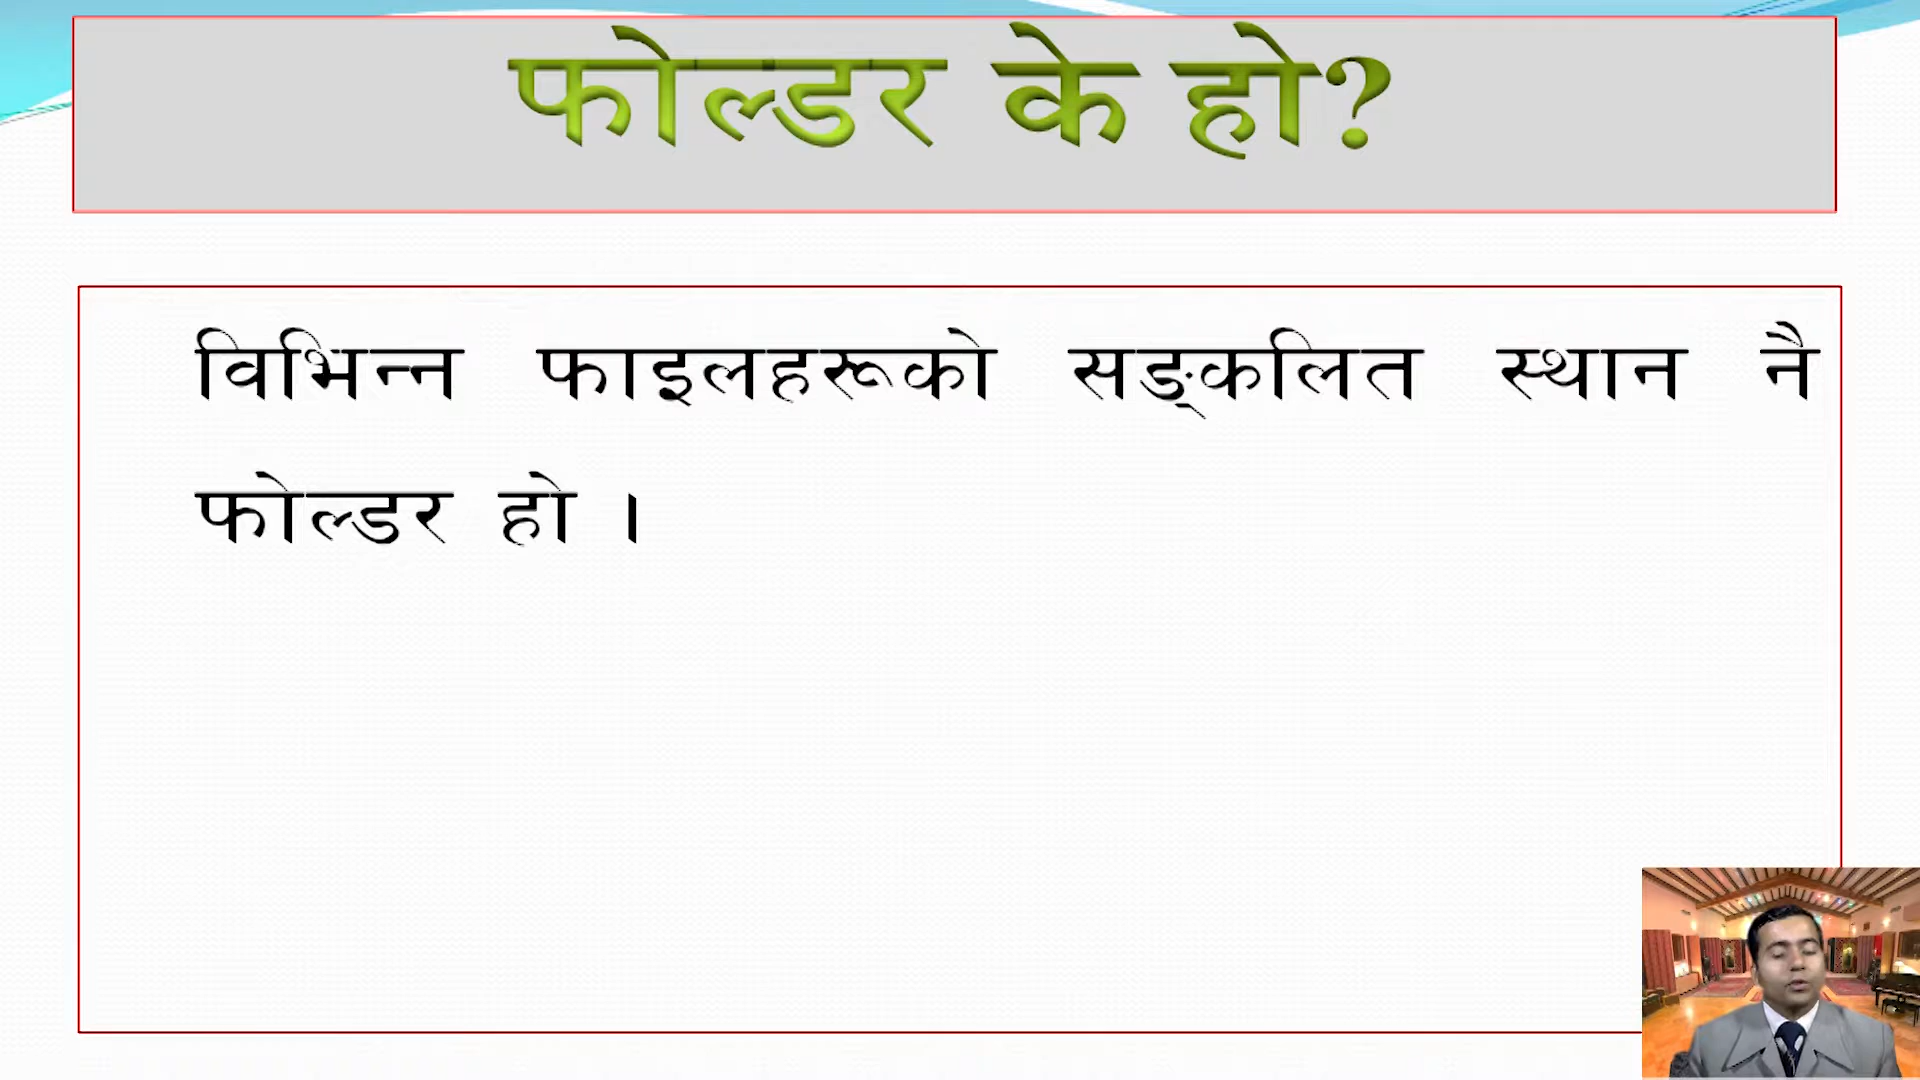 फोल्डर के हो?
विभिन्न फाइलहरूको सङ्कलित स्थान नै
फोल्डर हो ।